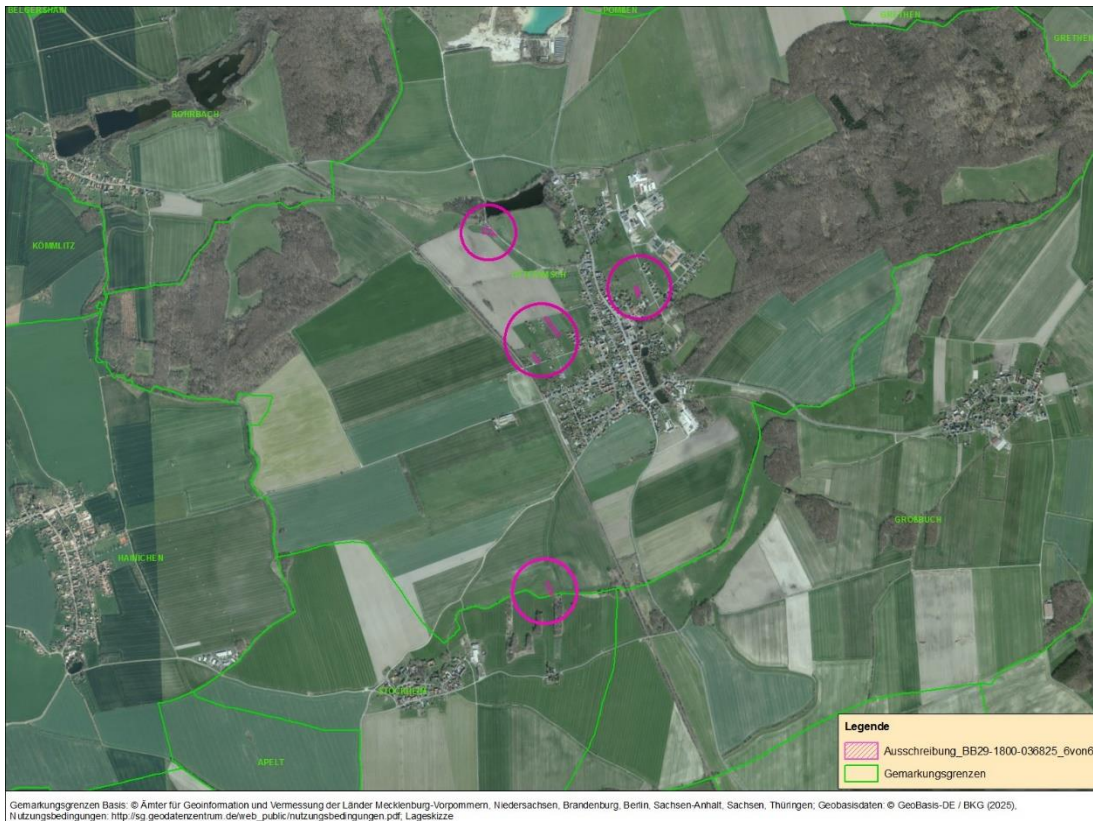 BELGERSHAIN
POMßEN
GRETHEN
GRETHEN
ROHRBACH
KÖMMLITZ
GROßBUCH
HAINICHEN
STOCKHEIM
APELT
Legende
Ausschreibung_BB29-1800-036825_6von6
Gemarkungsgrenzen
Gemarkungsgrenzen Basis: © Ämter für Geoinformation und Vermessung der Länder Mecklenburg-Vorpommern, Niedersachsen, Brandenburg, Berlin, Sachsen-Anhalt, Sachsen, Thüringen; Geobasisdaten: © GeoBasis-DE / BKG (2025),
Nutzungsbedingungen: http://sg.geodatenzentrum.de/web_public/nutzungsbedingungen.pdf; Lageskizze